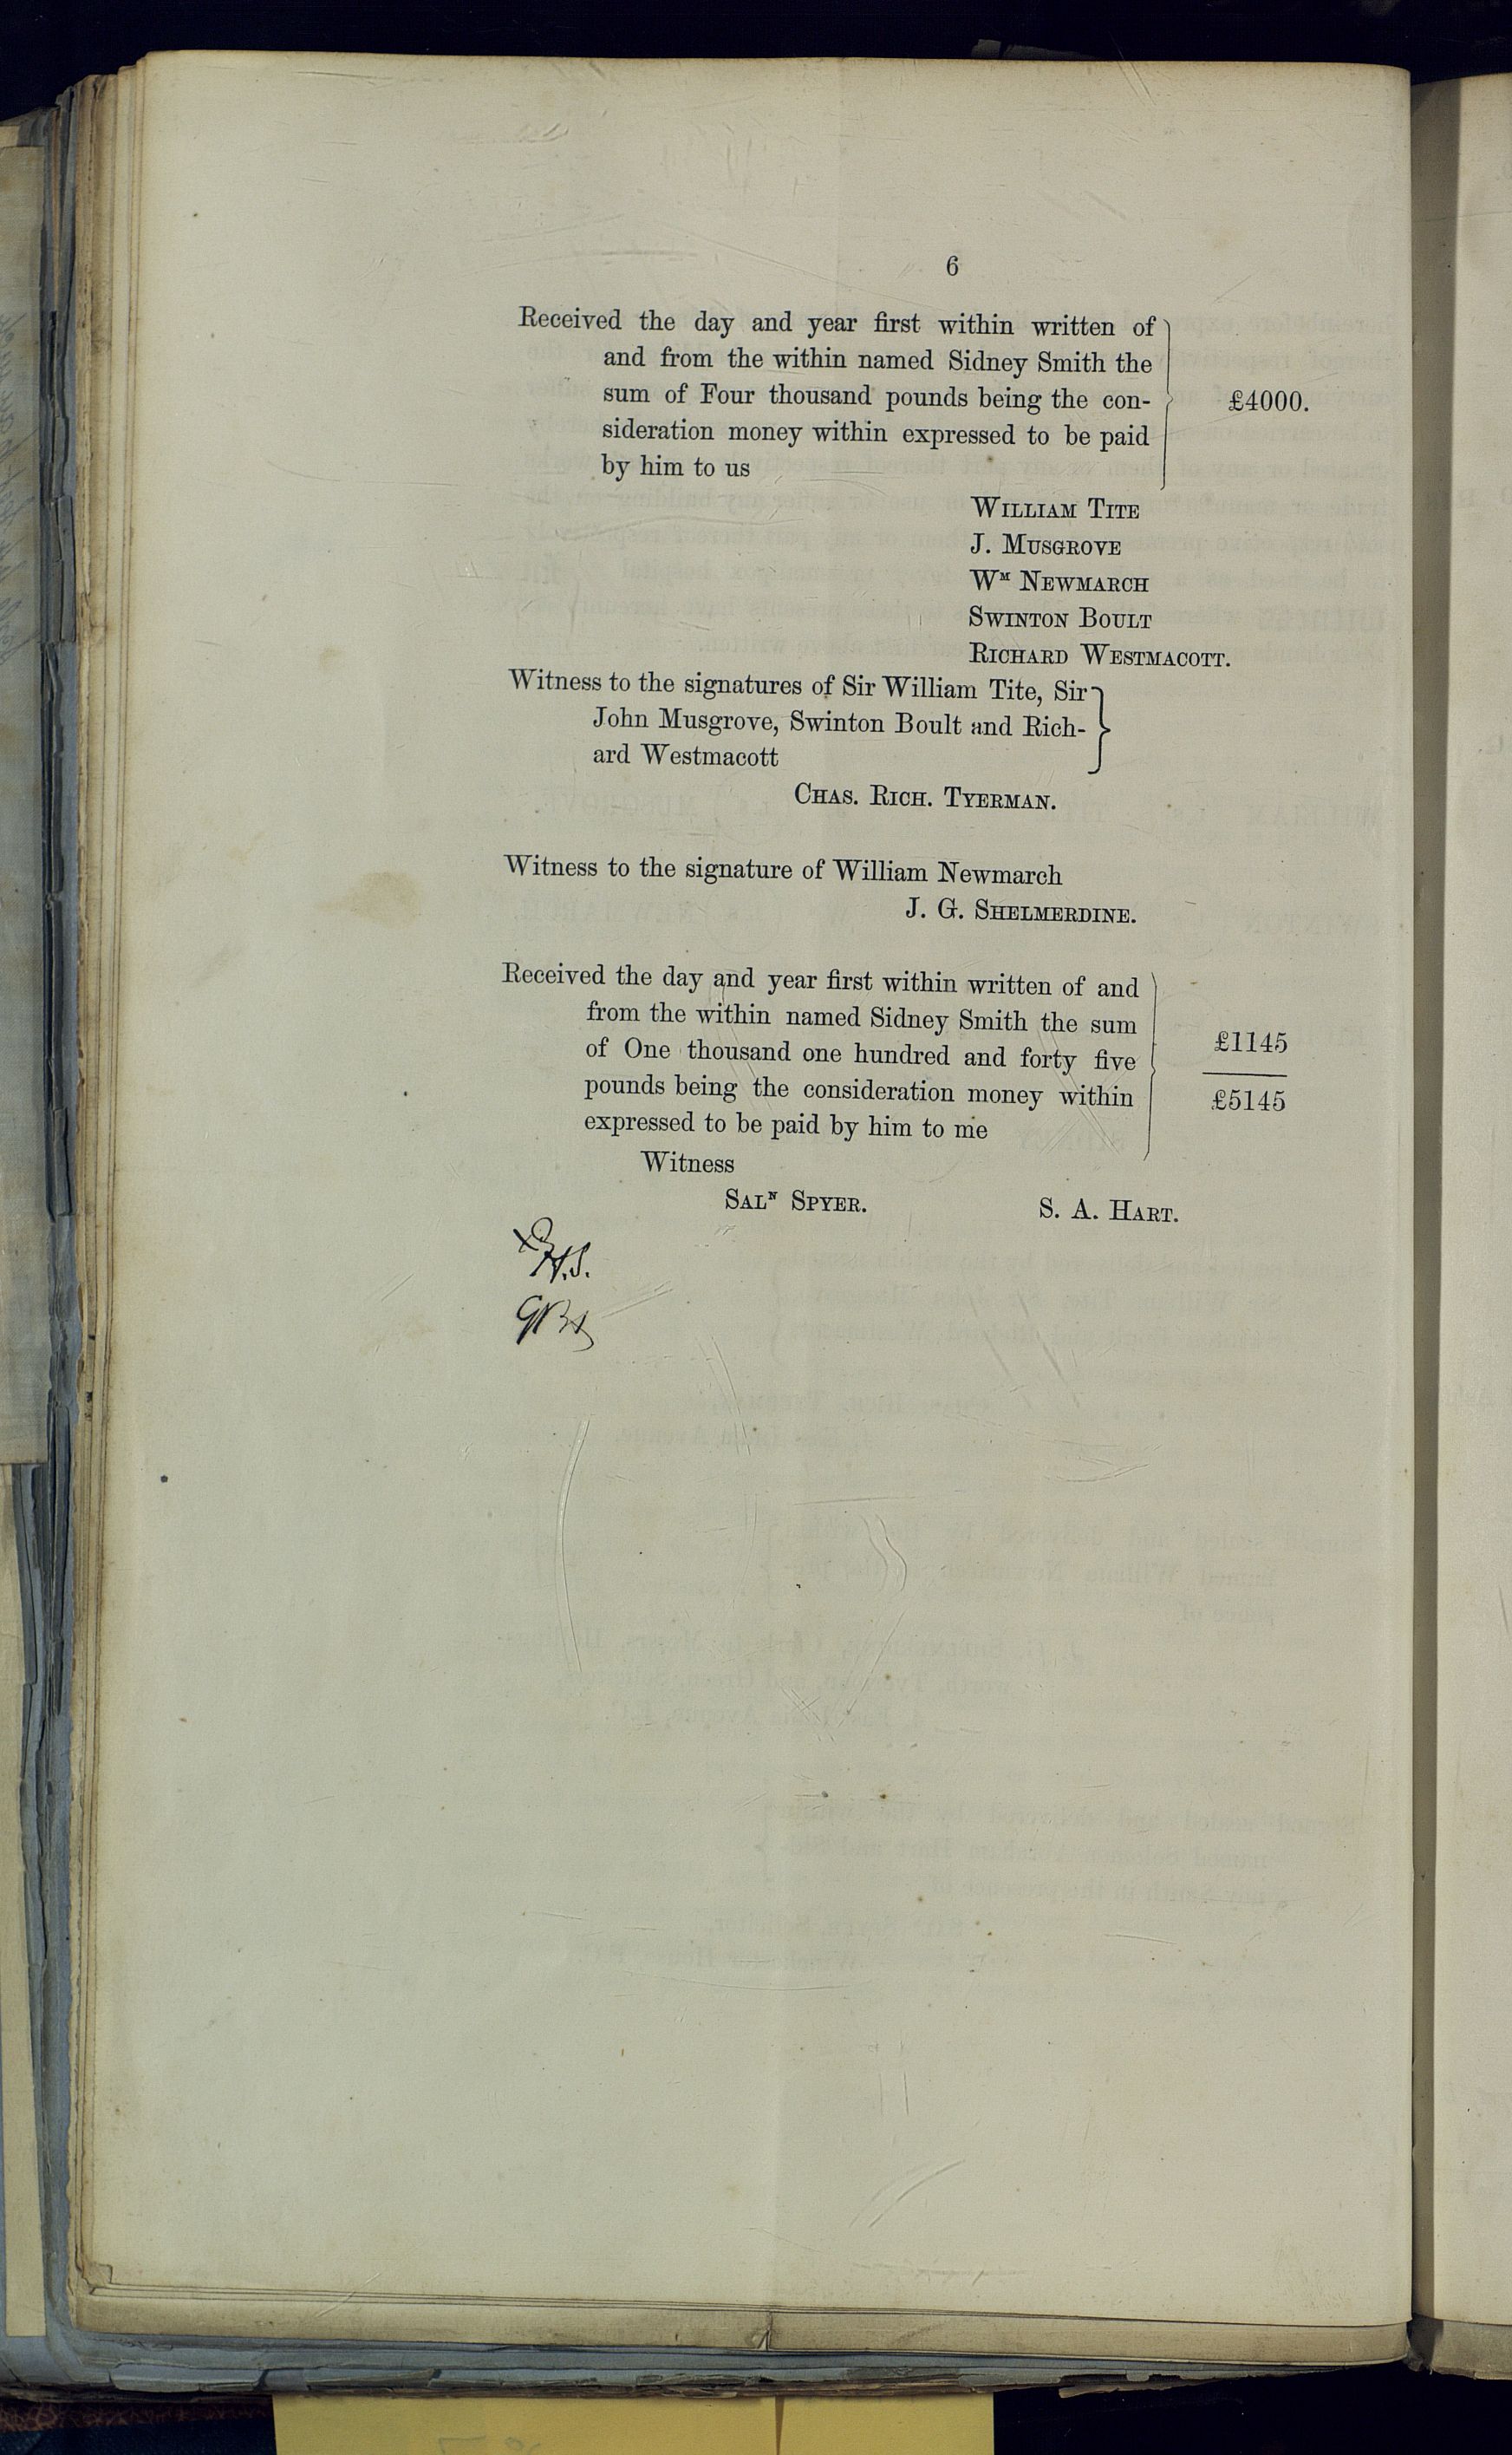 6
Received the day and year first within written of
and from the within named Sidney Smith the
sum of Four thousand pounds being the con-
sideration money within expressed to be paid
by him to us
£4000.
WILLIAM TITE
J. MUSGROVE
Wᴹ NEWMARCH
SWINTON BOULT
RICHARD WESTMACOTT.
Witness to the signatures of Sir William Tite, Sir
John Musgrove, Swinton Boult and Rich-
ard Westmacott
CHAS. RICH. TYERMAN.
Witness to the signature of William Newmarch
J. G. SHELMERDINE.
Received the day and year first within written of and
from the within named Sidney Smith the sum
of One thousand one hundred and forty five
pounds being the consideration money within
expressed to be paid by him to me
£1145
£5145
Witness
SALᴺ SPYER. S. A. HART.
H.S.